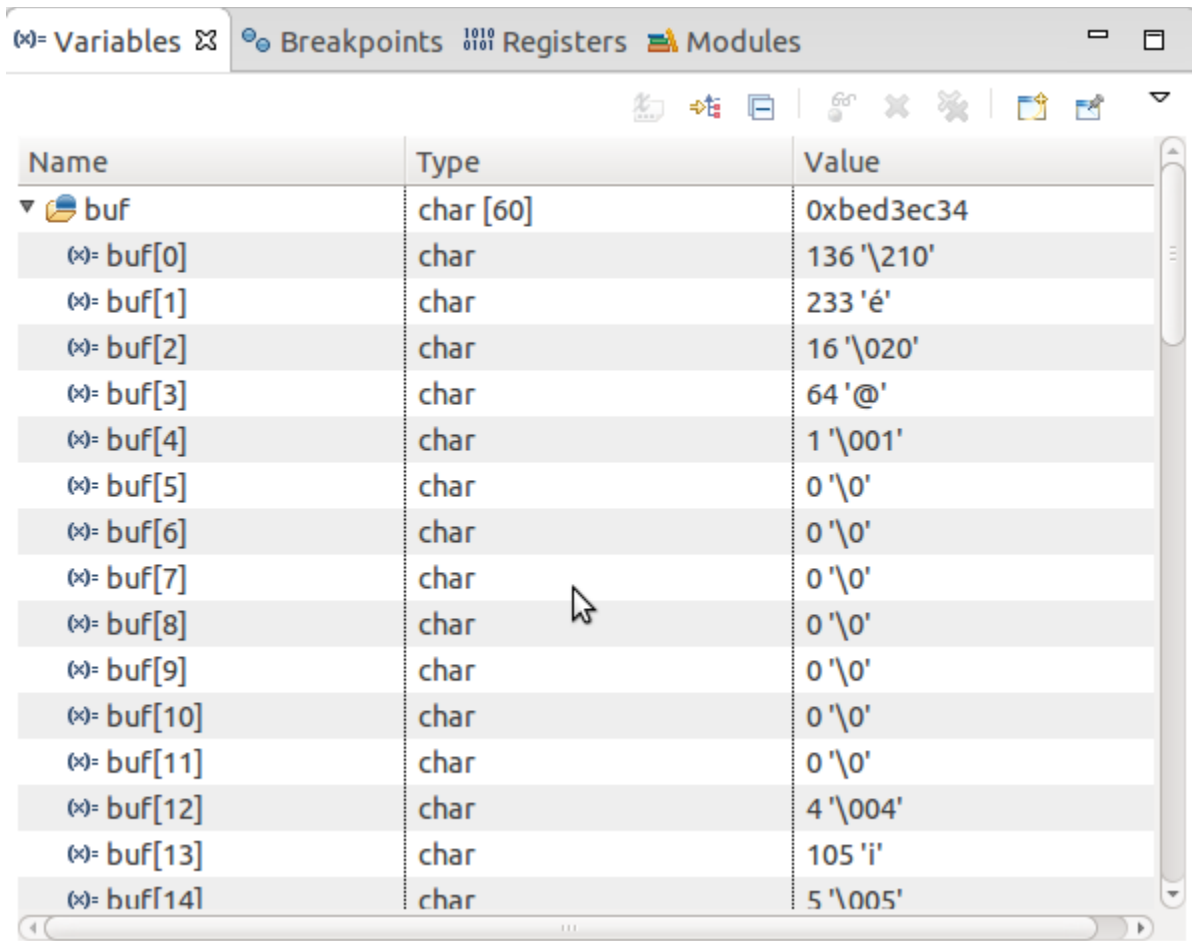 (x)= Variables Breakpoints 1010 0101 Registers Modules
Name Type Value
buf char [60] 0xbed3ec34
(x)= buf[0] char 136 '\210'
(x)= buf[1] char 233 'é'
(x)= buf[2] char 16 '\020'
(x)= buf[3] char 64 '@'
(x)= buf[4] char 1 '\001'
(x)= buf[5] char 0 '\0'
(x)= buf[6] char 0 '\0'
(x)= buf[7] char 0 '\0'
(x)= buf[8] char 0 '\0'
(x)= buf[9] char 0 '\0'
(x)= buf[10] char 0 '\0'
(x)= buf[11] char 0 '\0'
(x)= buf[12] char 4 '\004'
(x)= buf[13] char 105 'i'
(x)= buf[14] char 5 '\005'